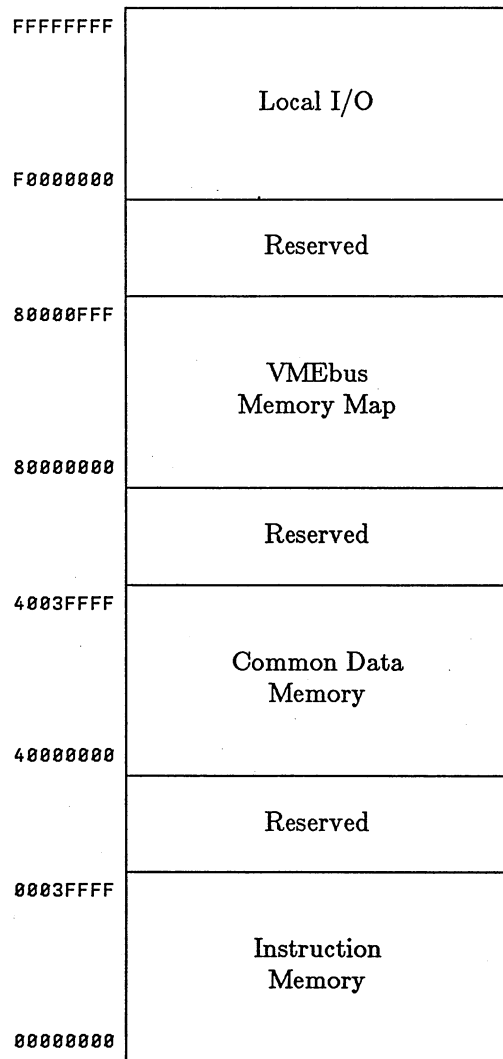 FFFFFFFF
Local I/O
F0000000
Reserved
80000FFF
VMEbus
Memory Map
80000000
Reserved
4003FFFF
Common Data
Memory
40000000
Reserved
0003FFFF
Instruction
Memory
00000000